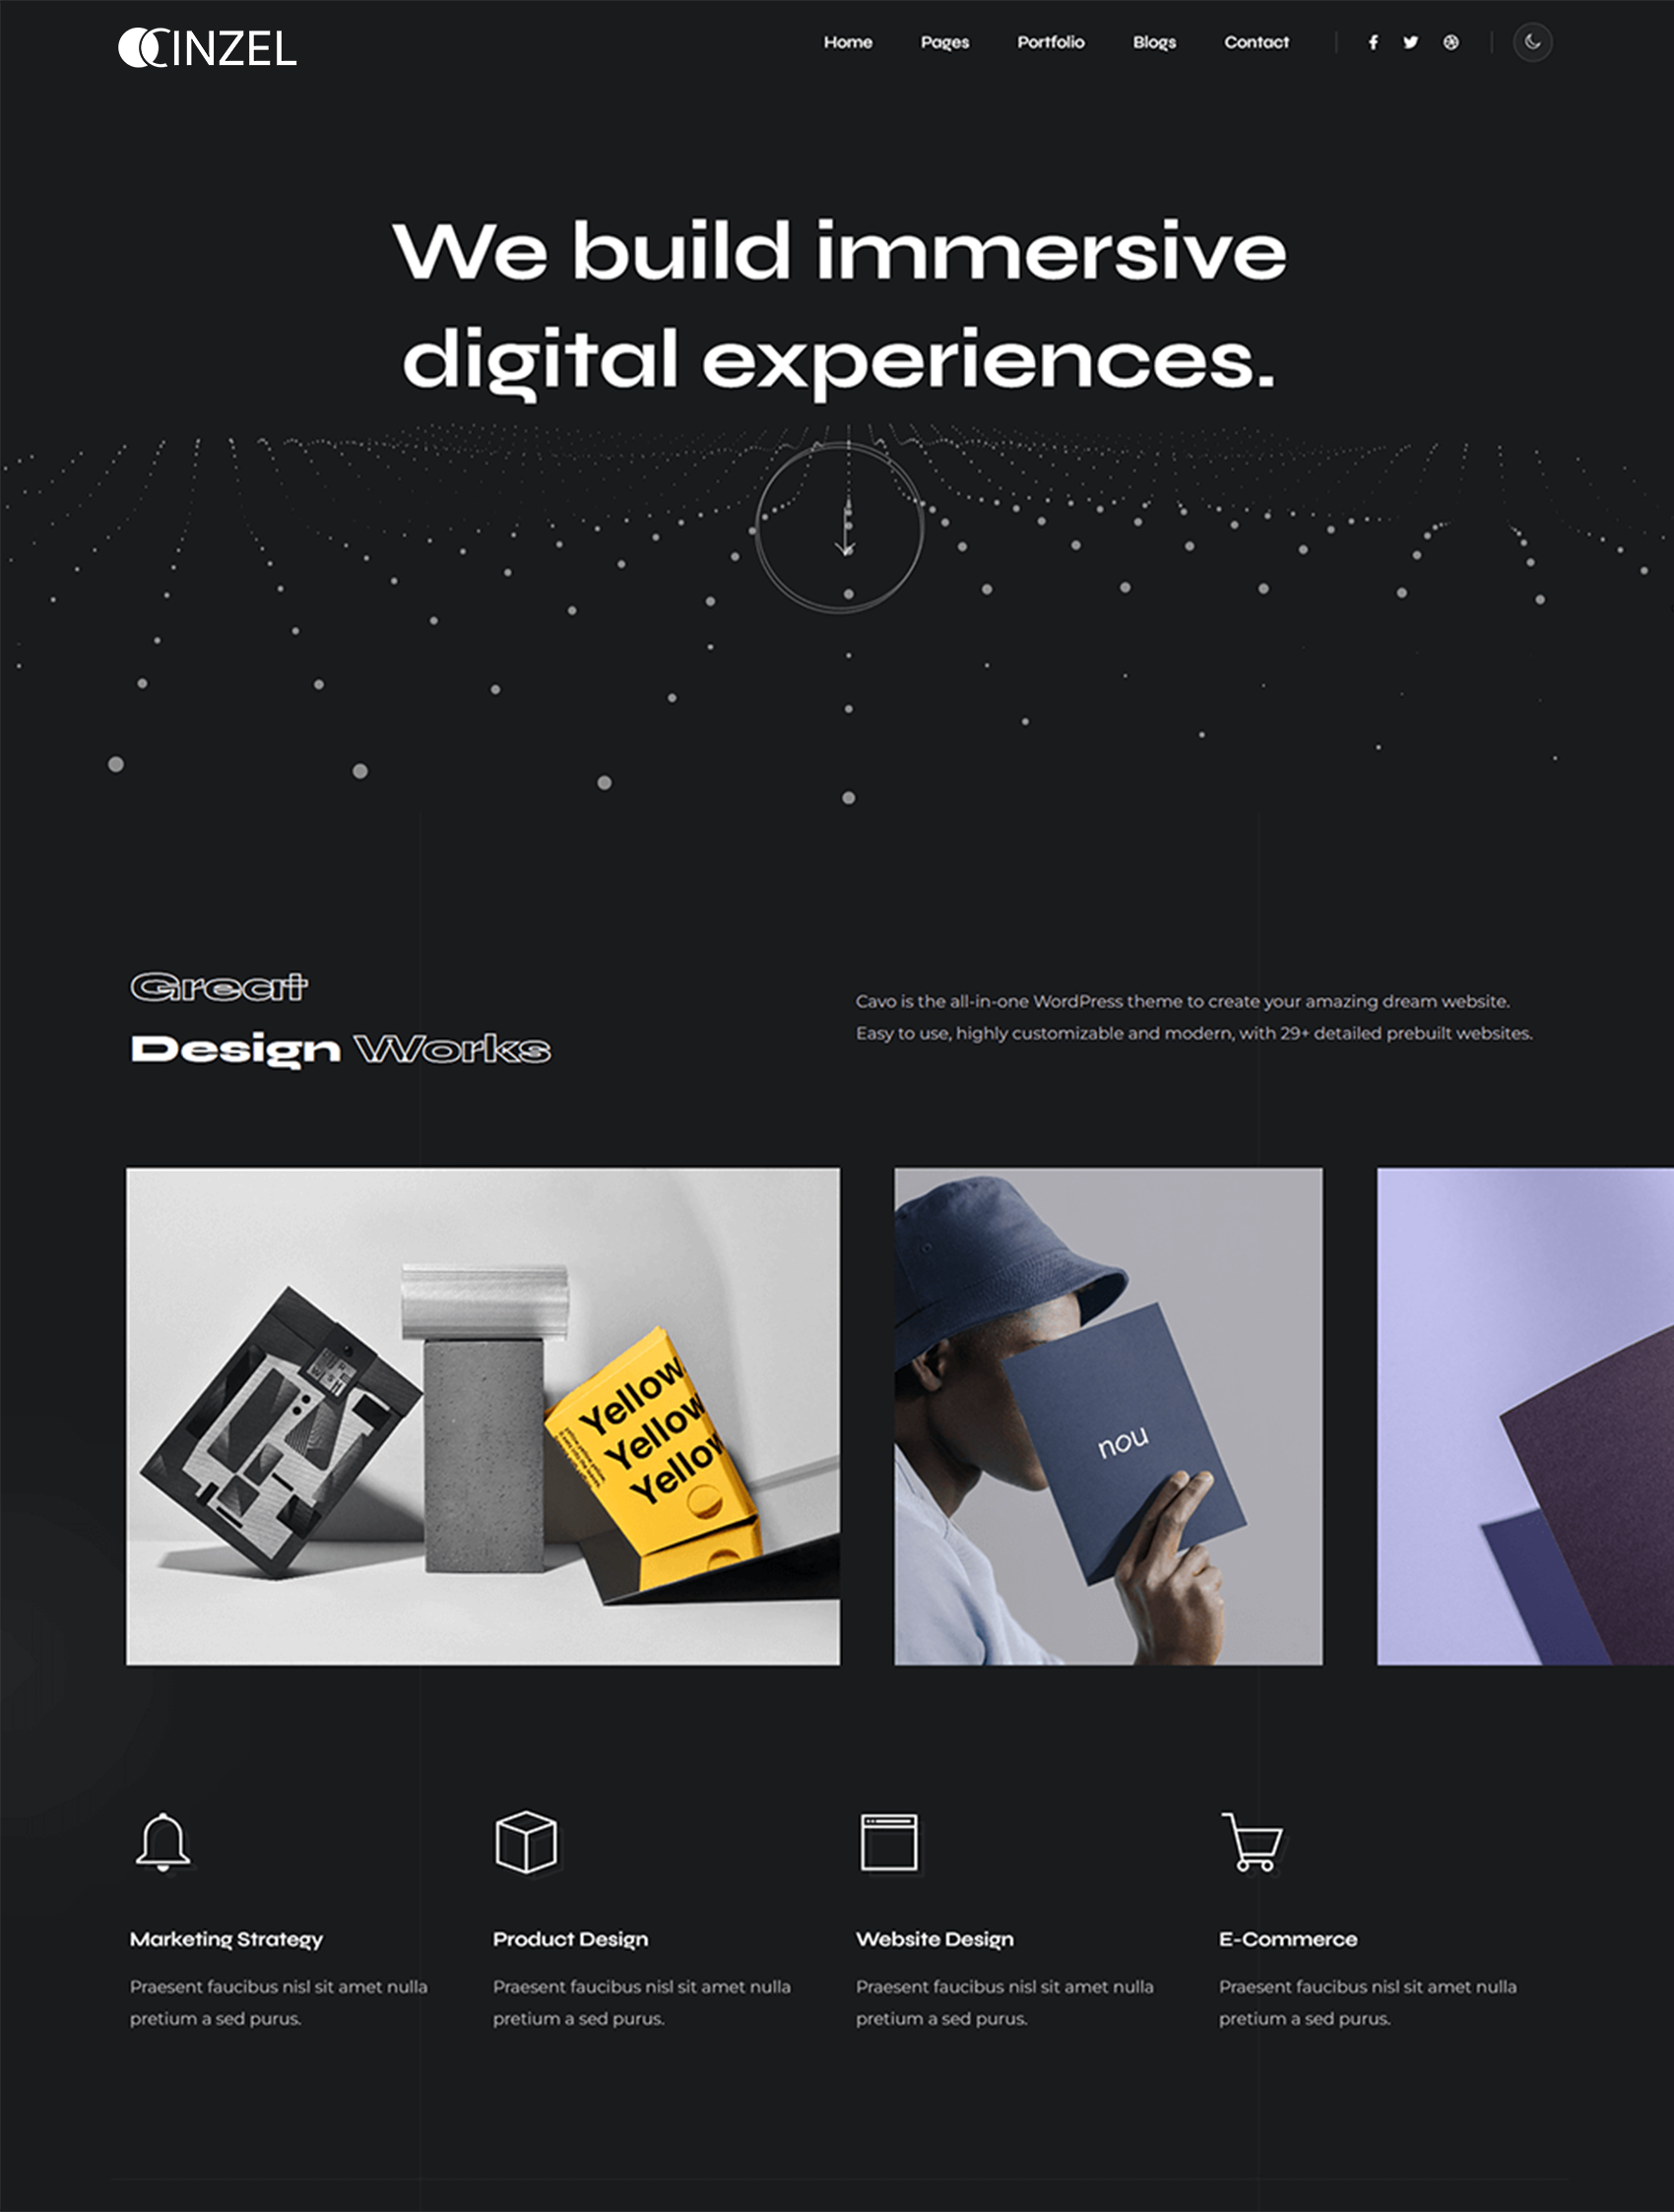 CINZEL
Home Pages Portfolio Blogs Contact
We build immersive
digital experiences.
Great
Design Works
Cavo is the all-in-one WordPress theme to create your amazing dream website.
Easy to use, highly customizable and modern, with 29+ detailed prebuilt websites.
Yellow
Yellow
Yellow
nou
Marketing Strategy
Praesent faucibus nisl sit amet nulla
pretium a sed purus.
Product Design
Praesent faucibus nisl sit amet nulla
pretium a sed purus.
Website Design
Praesent faucibus nisl sit amet nulla
pretium a sed purus.
E-Commerce
Praesent faucibus nisl sit amet nulla
pretium a sed purus.